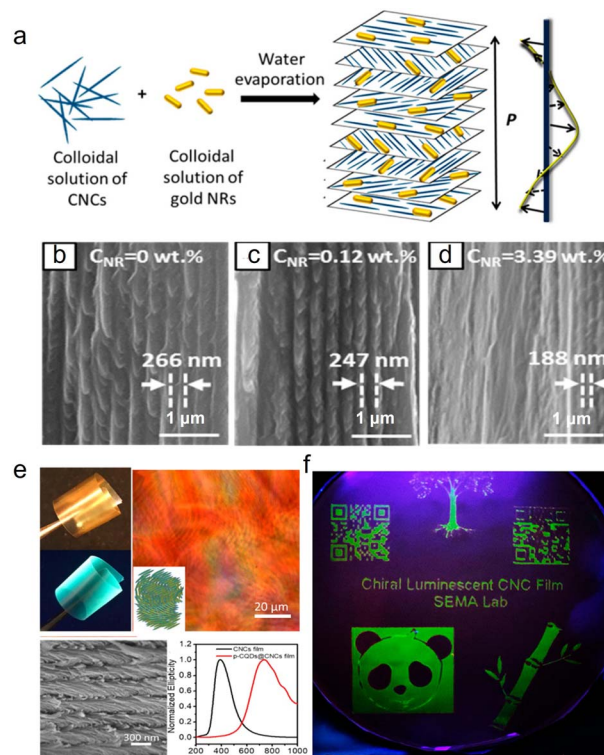 a
Water
evaporation
+
P
Colloidal
solution of
CNCs
Colloidal
solution of
gold NRs
b
C_NR=0 wt.%
266 nm
1 μm
c
C_NR=0.12 wt.%
247 nm
1 μm
d
C_NR=3.39 wt.%
188 nm
1 μm
e
20 μm
300 nm
Normalized Ellipticity
1.0
0.8
0.6
0.4
0.2
0.0
CNCs film
p-CQDs@CNCs film
200 400 600 800 1000
f
Chiral Luminescent CNC Film
SEMA Lab